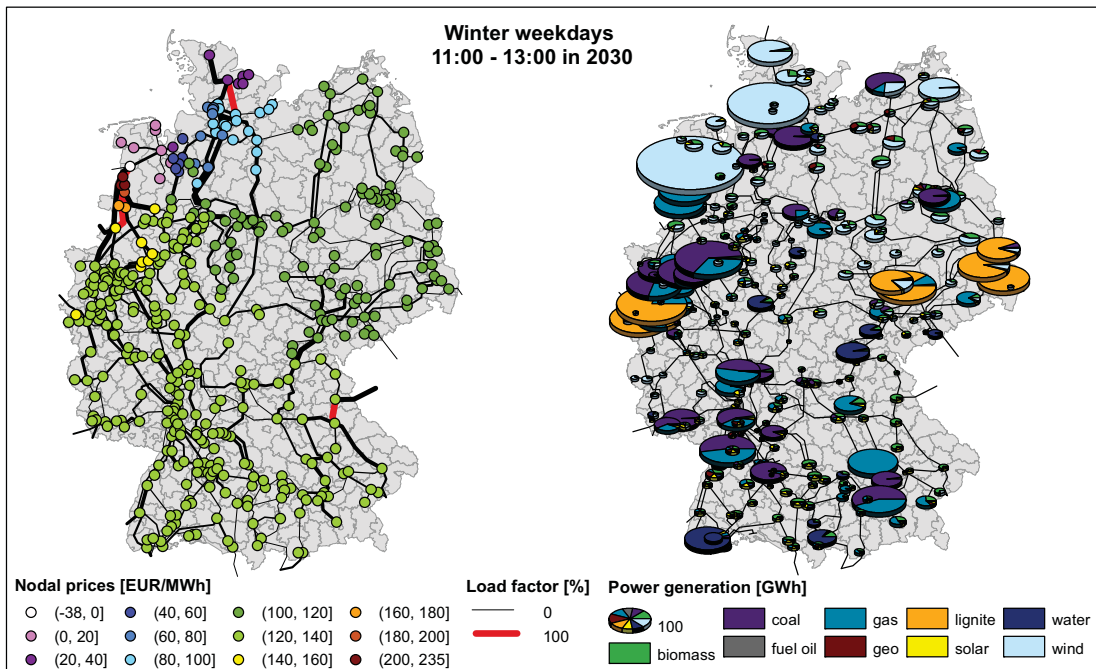 Winter weekdays
11:00 - 13:00 in 2030
Nodal prices [EUR/MWh]
(-38, 0]
(0, 20]
(20, 40]
(40, 60]
(60, 80]
(80, 100]
(100, 120]
(120, 140]
(140, 160]
(160, 180]
(180, 200]
(200, 235]
Load factor [%]
0
100
Power generation [GWh]
100
biomass
coal
fuel oil
gas
geo
lignite
solar
water
wind